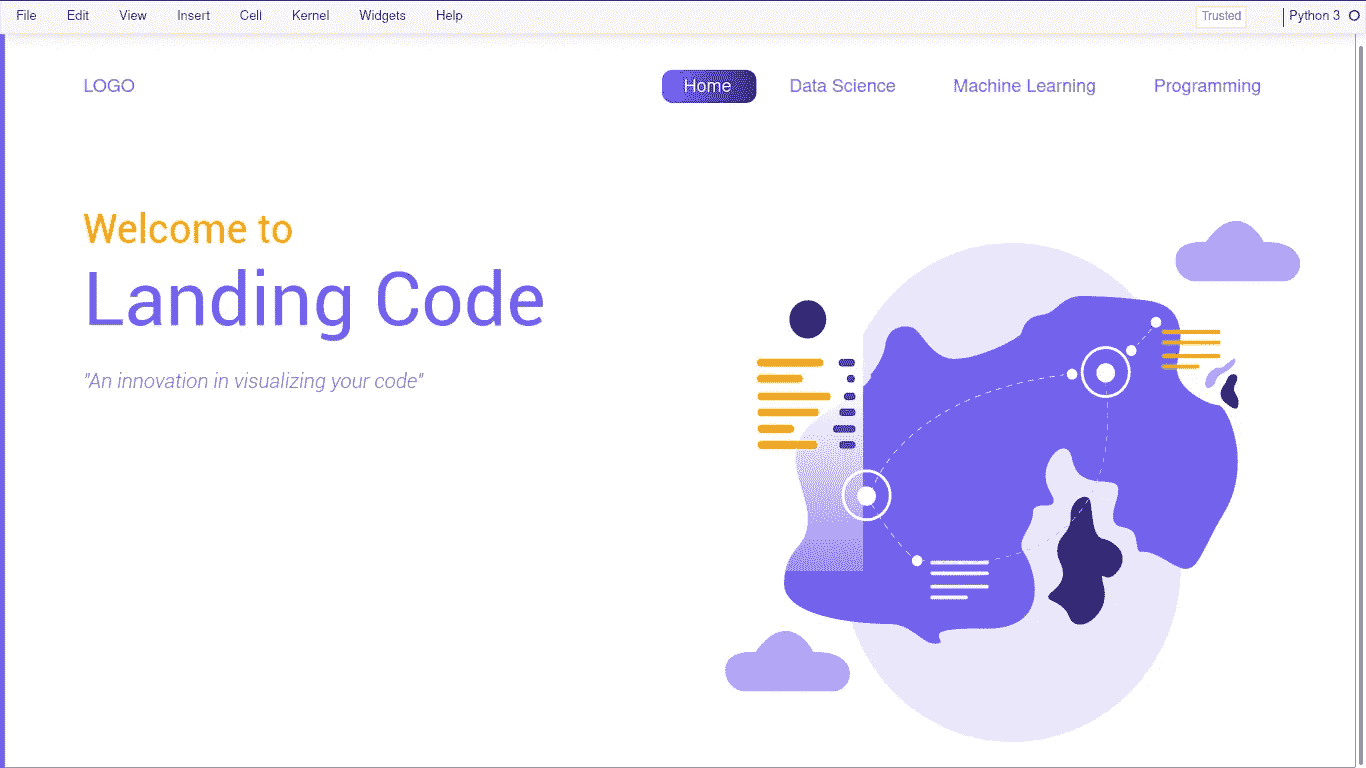 File Edit View Insert Cell Kernel Widgets Help Trusted Python 3
LOGO Home Data Science Machine Learning Programming
Welcome to
Landing Code
"An innovation in visualizing your code"